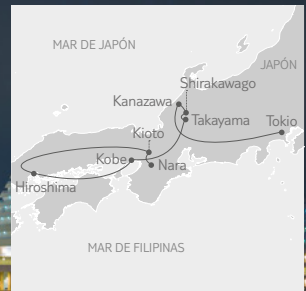 MAR DE JAPÓN
JAPÓN
Shirakawago
Kanazawa
Takayama
Tokio
Kioto
Kobe
Nara
Hiroshima
MAR DE FILIPINAS